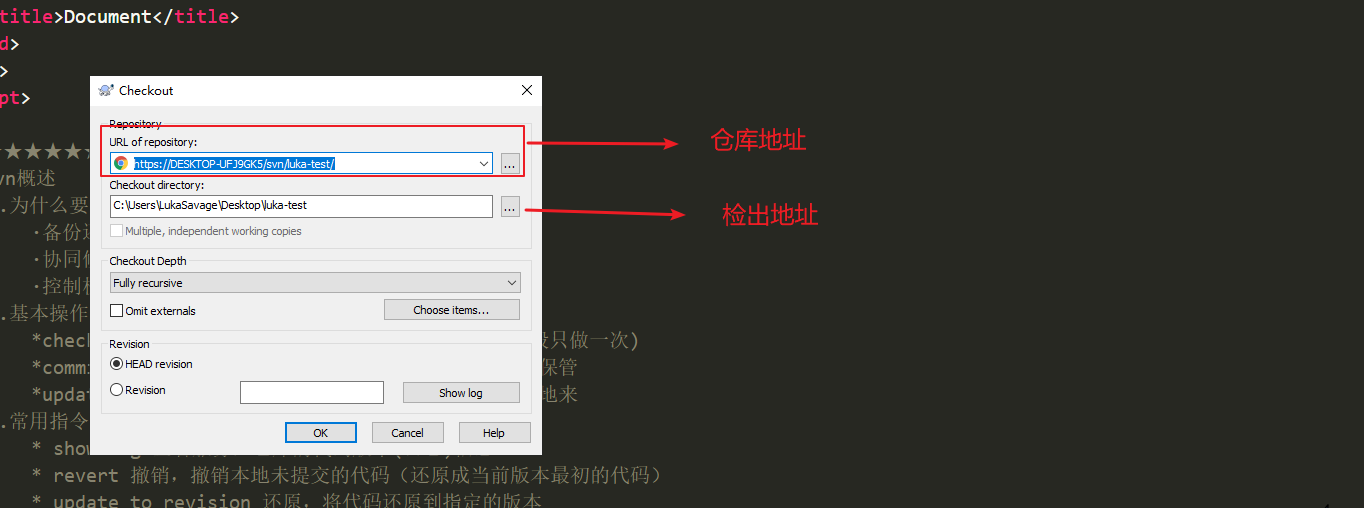 title>Document</title>
d>
>
pt>
Checkout
Repository
URL of repository:
https://DESKTOP-UFJ9GK5/svn/luka-test/
...
仓库地址
★★★★★
vn概述
Checkout directory:
.为什么要
C:\Users\LukaSavage\Desktop\luka-test
...
检出地址
·备份
Multiple, independent working copies
·协同
Checkout Depth
·控制
Fully recursive
.基本操作
Omit externals
Choose items...
*chec
只做一次)
Revision
HEAD revision
*comm
保管
*updat
Revision
Show log
地来
.常用指令
OK
Cancel
Help
* show
* revert 撤销，撤销本地未提交的代码（还原成当前版本最初的代码）
* update to revision 还原，将代码还原到指定的版本